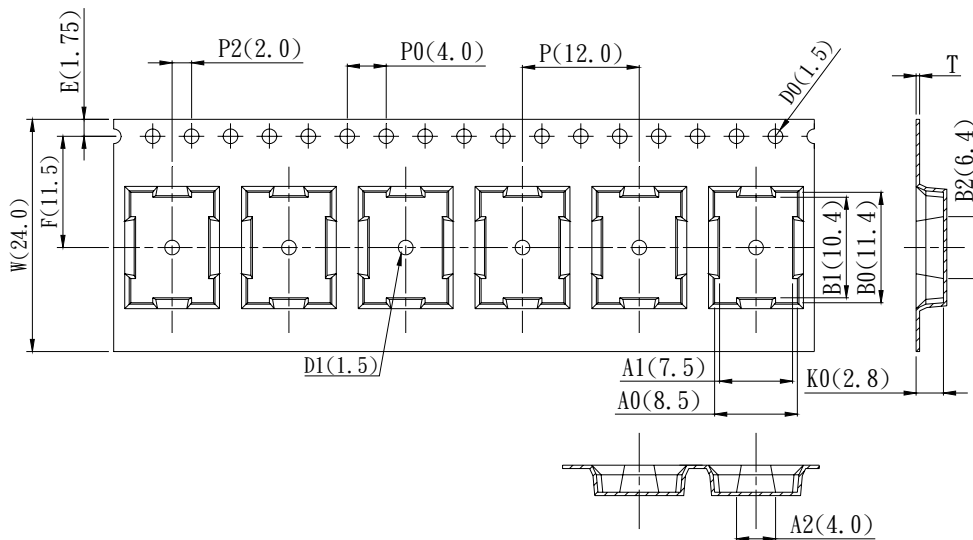 P2(2.0)
P0(4.0)
P(12.0)
D0(1.5)
T
E(1.75)
F(11.5)
W(24.0)
B1(10.4)
B0(11.4)
B2(6.4)
D1(1.5)
A1(7.5)
A0(8.5)
K0(2.8)
A2(4.0)